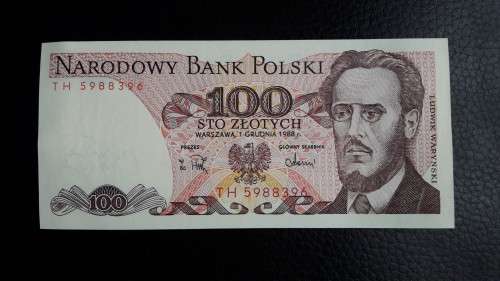 NARODOWY BANK POLSKI
TH 5988396
100
STO ZŁOTYCH
WARSZAWA, 1 GRUDNIA 1988 r.
PREZES
GŁÓWNY SKARBNIK
TH 5988396
100
LUDWIK WARYŃSKI